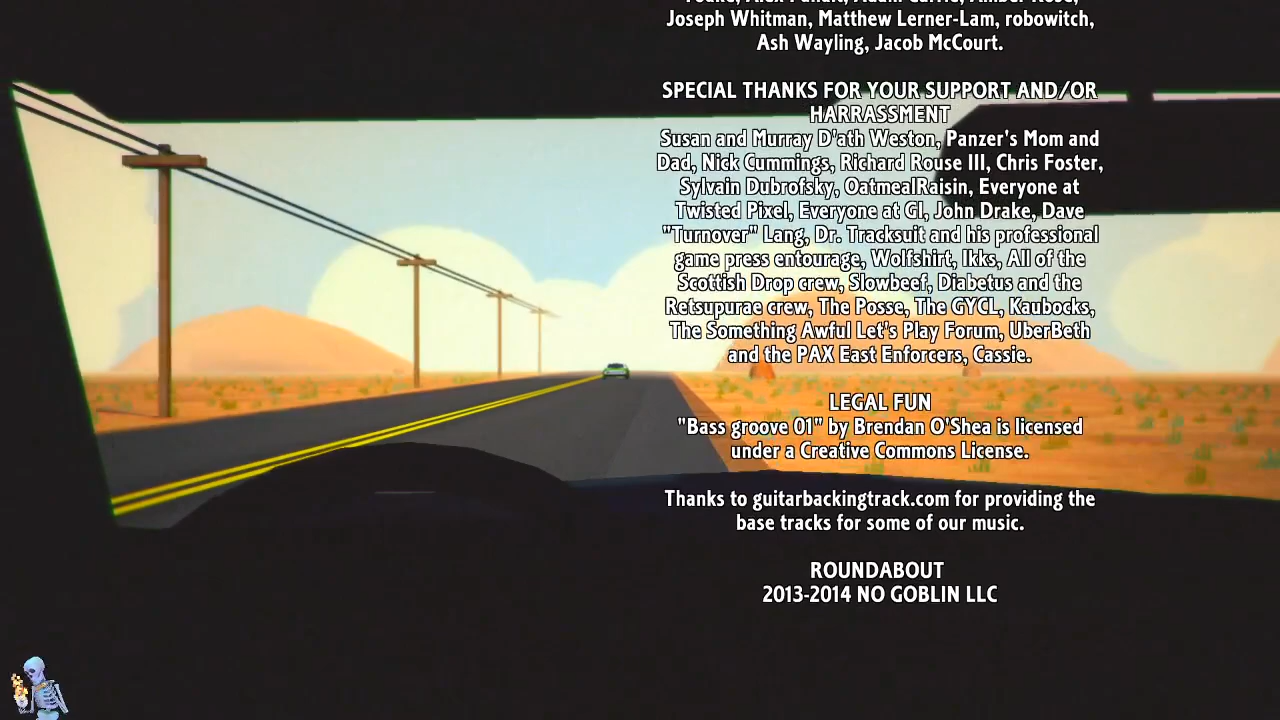 Joseph Whitman, Matthew Lerner-Lam, robowitch,
Ash Wayling, Jacob McCourt.
SPECIAL THANKS FOR YOUR SUPPORT AND/OR
HARRASSMENT
Susan and Murray D'ath Weston, Panzer's Mom and
Dad, Nick Cummings, Richard Rouse III, Chris Foster,
Sylvain Dubrofsky, OatmealRaisin, Everyone at
Twisted Pixel, Everyone at GI, John Drake, Dave
"Turnover" Lang, Dr. Tracksuit and his professional
game press entourage, Wolfshirt, Ikks, All of the
Scottish Drop crew, Slowbeef, Diabetus and the
Retsupurae crew, The Posse, The GYCL, Kaubocks,
The Something Awful Let's Play Forum, UberBeth
and the PAX East Enforcers, Cassie.
LEGAL FUN
"Bass groove 01" by Brendan O'Shea is licensed
under a Creative Commons License.
Thanks to guitarbackingtrack.com for providing the
base tracks for some of our music.
ROUNDABOUT
2013-2014 NO GOBLIN LLC